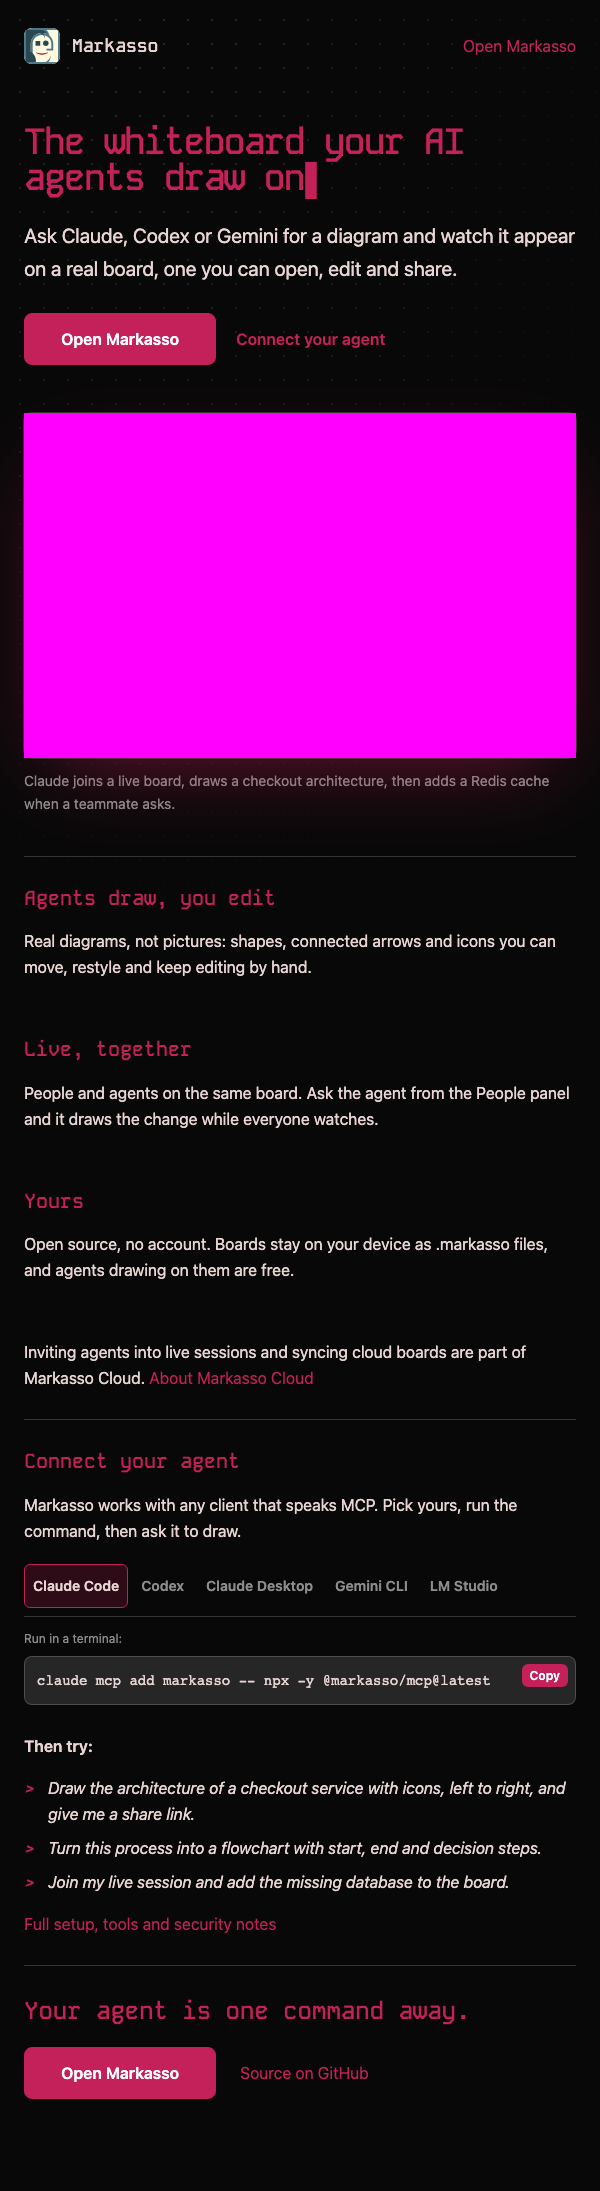 Markasso
Open Markasso
The whiteboard your AI
agents draw on
Ask Claude, Codex or Gemini for a diagram and watch it appear
on a real board, one you can open, edit and share.
Open Markasso
Connect your agent
Claude joins a live board, draws a checkout architecture, then adds a Redis cache
when a teammate asks.
Agents draw, you edit
Real diagrams, not pictures: shapes, connected arrows and icons you can
move, restyle and keep editing by hand.
Live, together
People and agents on the same board. Ask the agent from the People panel
and it draws the change while everyone watches.
Yours
Open source, no account. Boards stay on your device as .markasso files,
and agents drawing on them are free.
Inviting agents into live sessions and syncing cloud boards are part of
Markasso Cloud. About Markasso Cloud
Connect your agent
Markasso works with any client that speaks MCP. Pick yours, run the
command, then ask it to draw.
Claude Code Codex Claude Desktop Gemini CLI LM Studio
Run in a terminal:
claude mcp add markasso -- npx -y @markasso/mcp@latest
Copy
Then try:
> Draw the architecture of a checkout service with icons, left to right, and
give me a share link.
> Turn this process into a flowchart with start, end and decision steps.
> Join my live session and add the missing database to the board.
Full setup, tools and security notes
Your agent is one command away.
Open Markasso
Source on GitHub